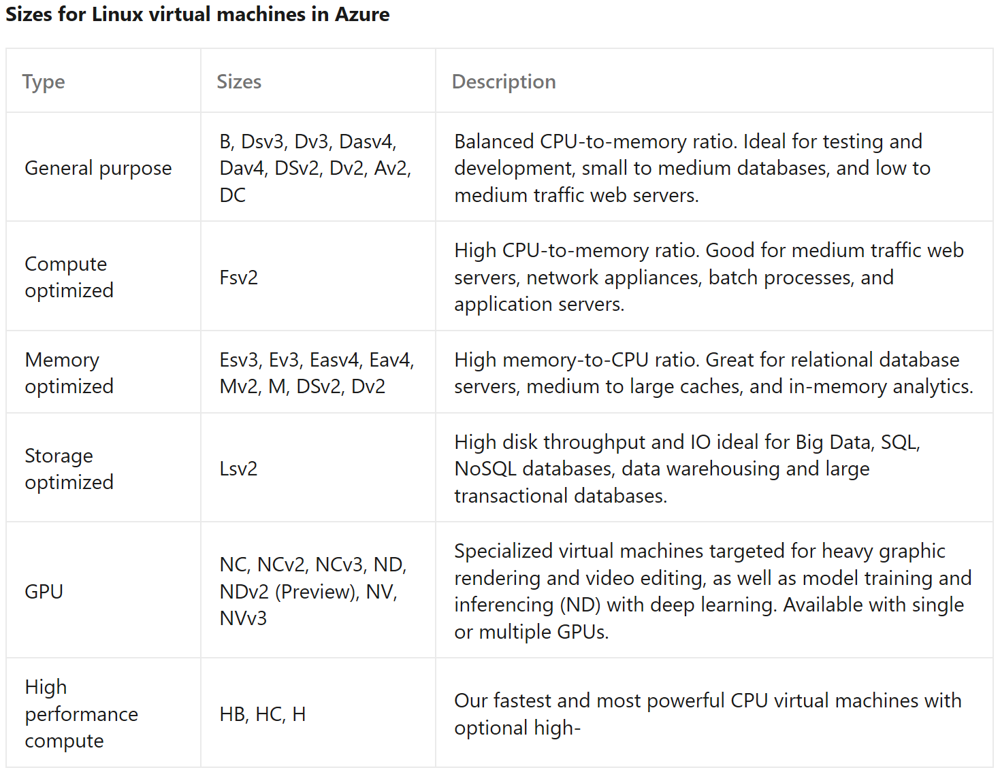 Sizes for Linux virtual machines in Azure
Type
Sizes
Description
General purpose
B, Dsv3, Dv3, Dasv4,
Dav4, DSv2, Dv2, Av2,
DC
Balanced CPU-to-memory ratio. Ideal for testing and
development, small to medium databases, and low to
medium traffic web servers.
Compute
optimized
Fsv2
High CPU-to-memory ratio. Good for medium traffic web
servers, network appliances, batch processes, and
application servers.
Memory
optimized
Esv3, Ev3, Easv4, Eav4,
Mv2, M, DSv2, Dv2
High memory-to-CPU ratio. Great for relational database
servers, medium to large caches, and in-memory analytics.
Storage
optimized
Lsv2
High disk throughput and IO ideal for Big Data, SQL,
NoSQL databases, data warehousing and large
transactional databases.
GPU
NC, NCv2, NCv3, ND,
NDv2 (Preview), NV,
NVv3
Specialized virtual machines targeted for heavy graphic
rendering and video editing, as well as model training and
inferencing (ND) with deep learning. Available with single
or multiple GPUs.
High
performance
compute
HB, HC, H
Our fastest and most powerful CPU virtual machines with
optional high-